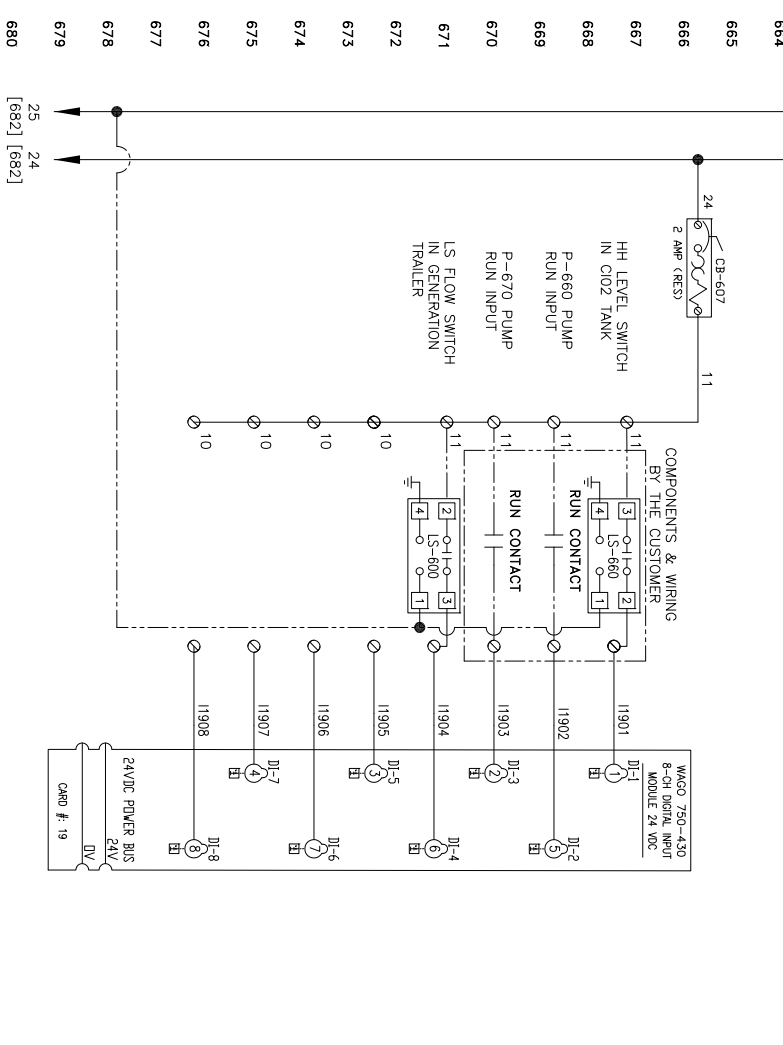 664
665
666
667
668
669
670
671
672
673
674
675
676
677
678
679
680
25
[682]
24
[682]
24
CB-607
2 AMP (RES)
11
HH LEVEL SWITCH
IN ClO2 TANK
P-660 PUMP
RUN INPUT
P-670 PUMP
RUN INPUT
LS FLOW SWITCH
IN GENERATION
TRAILER
11
11
11
11
10
10
10
10
COMPONENTS & WIRING
BY THE CUSTOMER
3
2
LS-660
4
1
RUN CONTACT
RUN CONTACT
2
3
LS-600
4
1
I1901
I1902
I1903
I1904
I1905
I1906
I1907
I1908
WAGO 750-430
8-CH DIGITAL INPUT
MODULE 24 VDC
DI-1
1
DI-2
5
DI-3
2
DI-4
6
DI-5
3
DI-6
7
DI-7
4
DI-8
8
24VDC POWER BUS
24V
0V
CARD #: 19